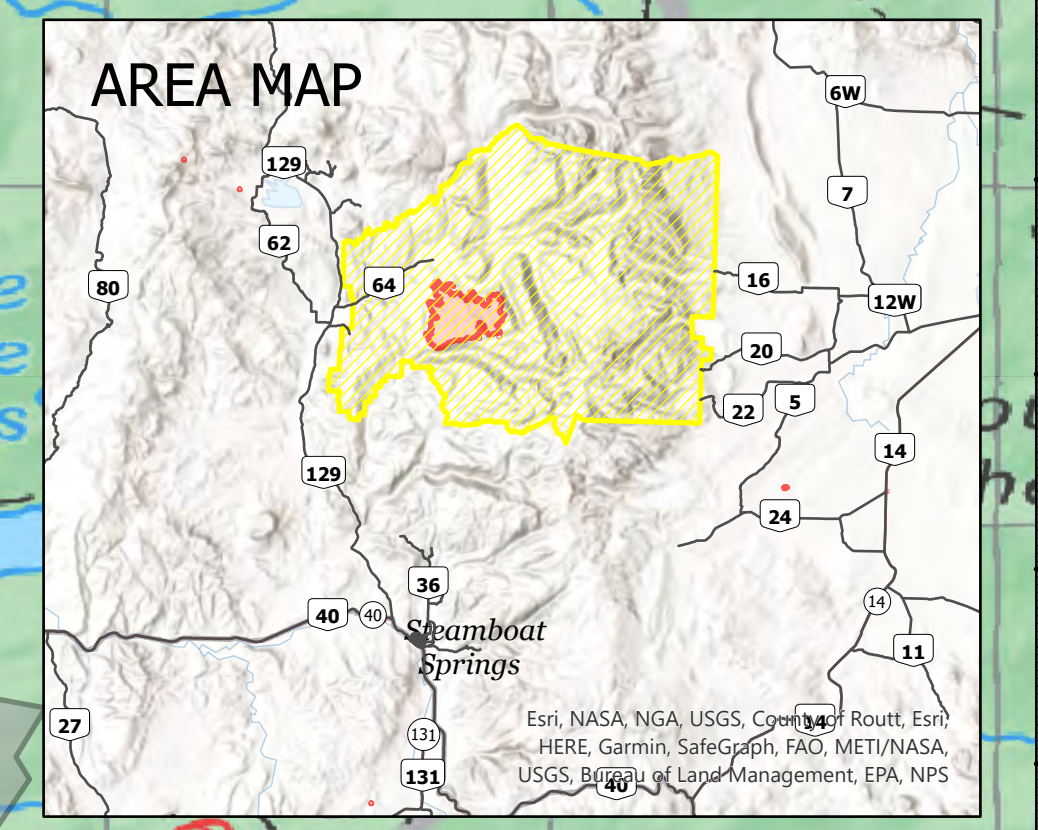 AREA MAP
6W
129
7
62
16
64
80
12W
20
22
5
14
129
24
36
14
40
40
Steamboat
Springs
11
27
14
131
Esri, NASA, NGA, USGS, County of Routt, Esri,
HERE, Garmin, SafeGraph, FAO, METI/NASA,
USGS, Bureau of Land Management, EPA, NPS
131
40